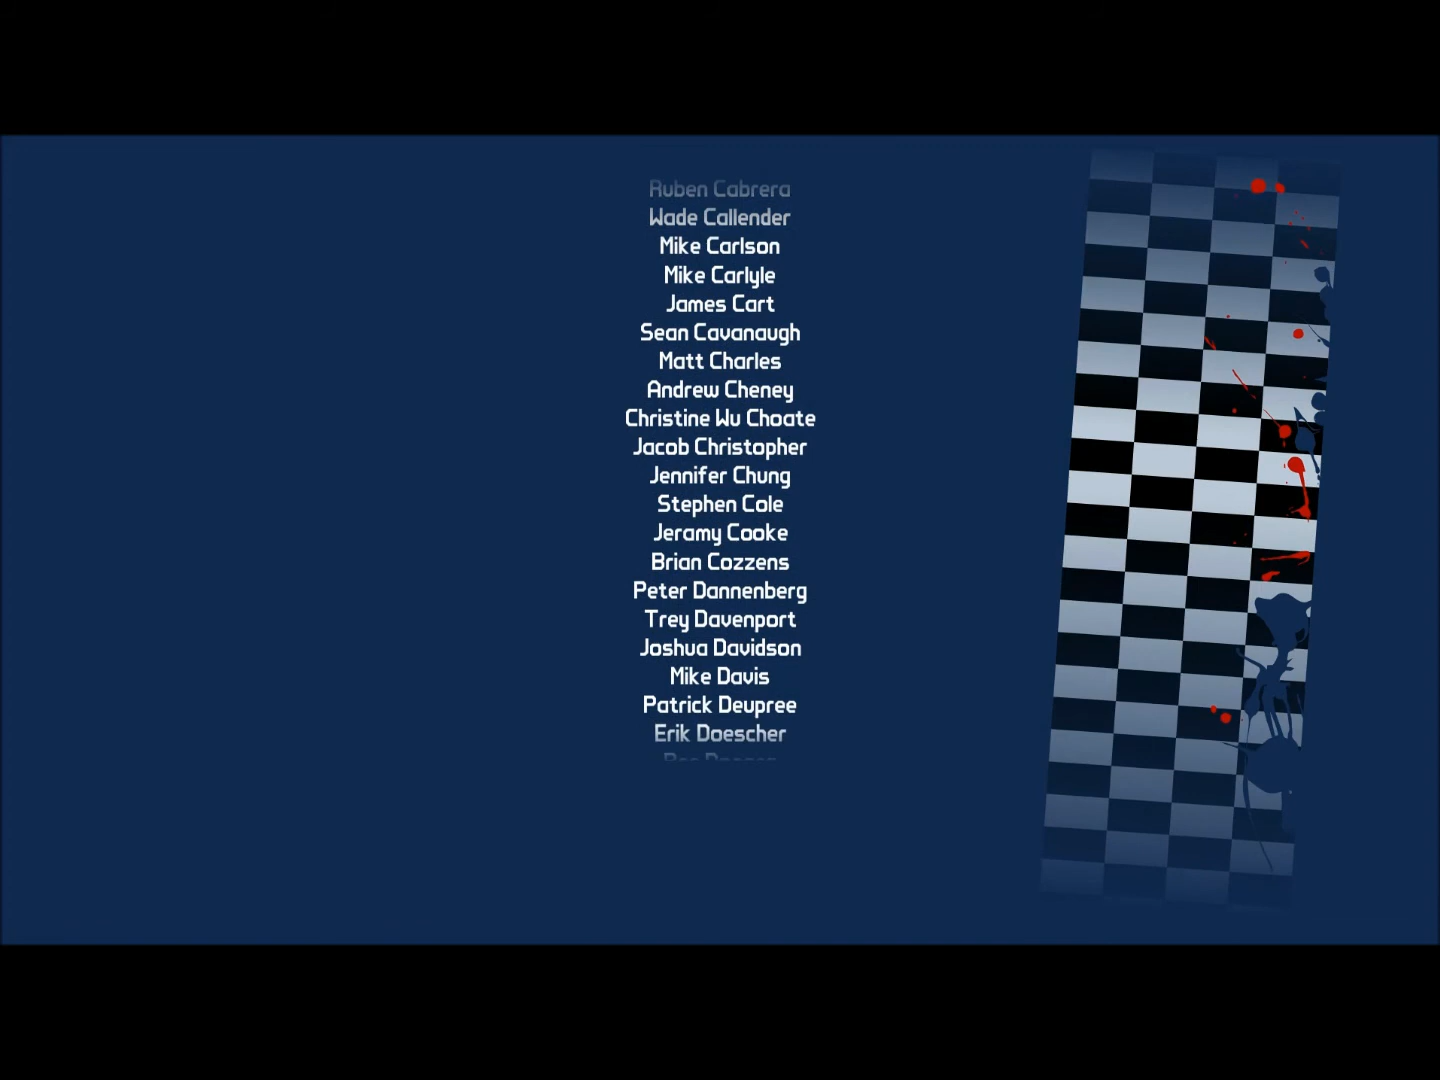 Ruben Cabrera
Wade Callender
Mike Carlson
Mike Carlyle
James Cart
Sean Cavanaugh
Matt Charles
Andrew Cheney
Christine Wu Choate
Jacob Christopher
Jennifer Chung
Stephen Cole
Jeramy Cooke
Brian Cozzens
Peter Dannenberg
Trey Davenport
Joshua Davidson
Mike Davis
Patrick Deupree
Erik Doescher